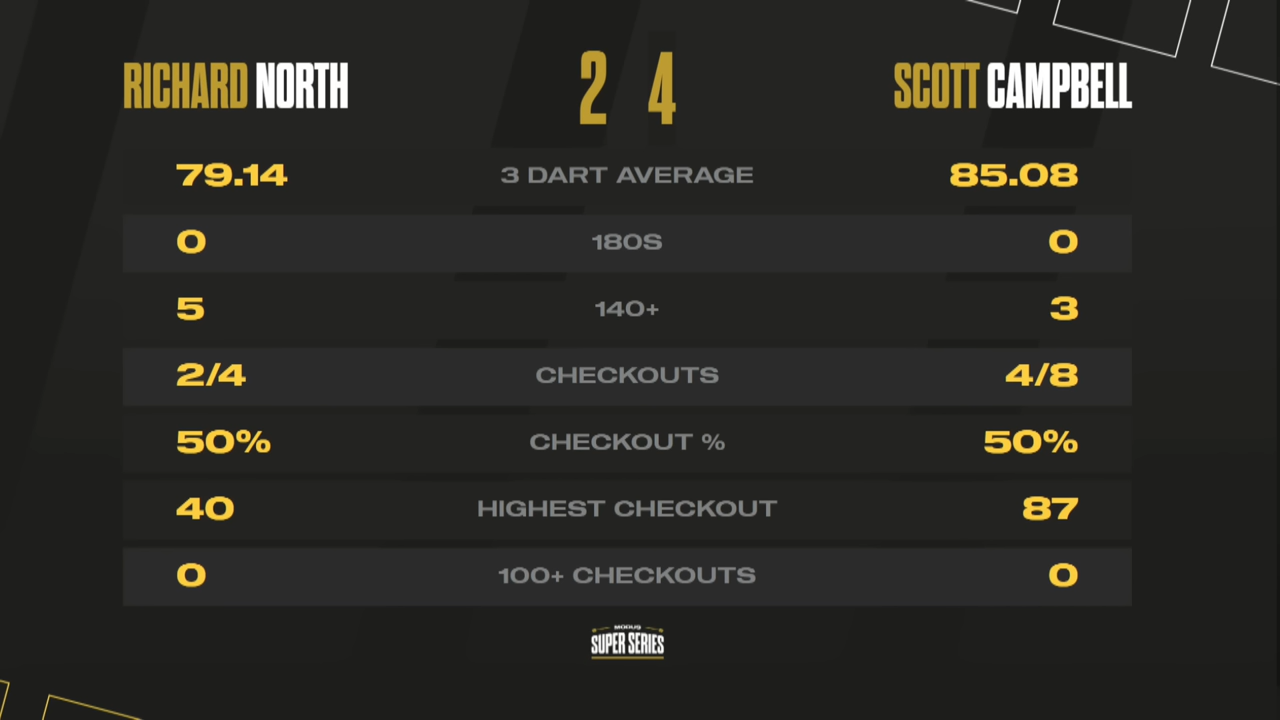 RICHARD NORTH 2 4 SCOTT CAMPBELL
79.14 3 DART AVERAGE 85.08
0 180S 0
5 140+ 3
2/4 CHECKOUTS 4/8
50% CHECKOUT % 50%
40 HIGHEST CHECKOUT 87
0 100+ CHECKOUTS 0
MODUS
SUPER SERIES